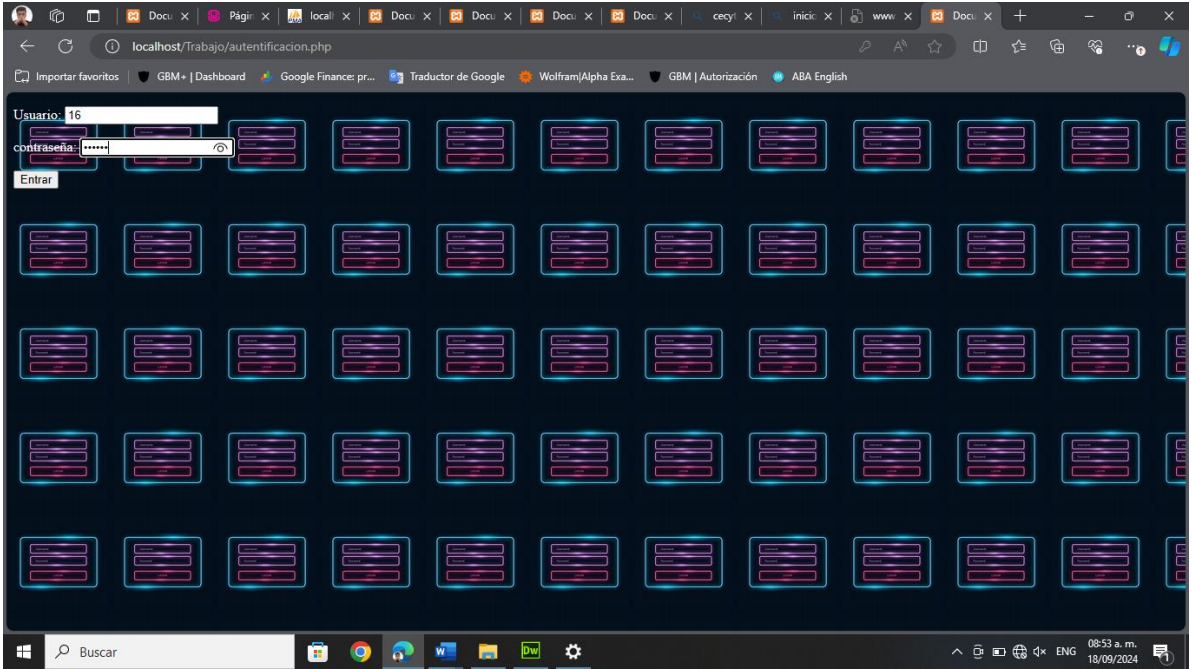 Docu Págin locall Docu Docu Docu Docu cecyt inicio www Docu
localhost/Trabajo/autentificacion.php
Importar favoritos GBM+ | Dashboard Google Finance: pr... Traductor de Google Wolfram|Alpha Exa... GBM | Autorización ABA English
Usuario: 16
contraseña: ••••••
Entrar
Buscar
Dw
ENG
08:53 a. m.
18/09/2024